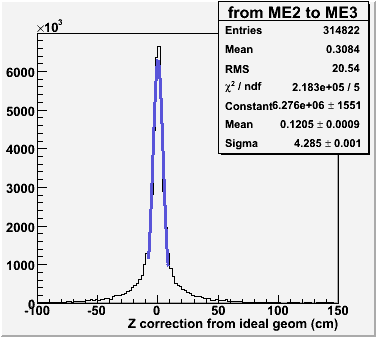 from ME2 to ME3
×10³
Entries 314822
Mean 0.3084
RMS 20.54
χ² / ndf 2.183e+05 / 5
Constant 6.276e+06 ± 1551
Mean 0.1205 ± 0.0009
Sigma 4.285 ± 0.001
6000
5000
4000
3000
2000
1000
0
-100 -50 0 50 100 150
Z correction from ideal geom (cm)